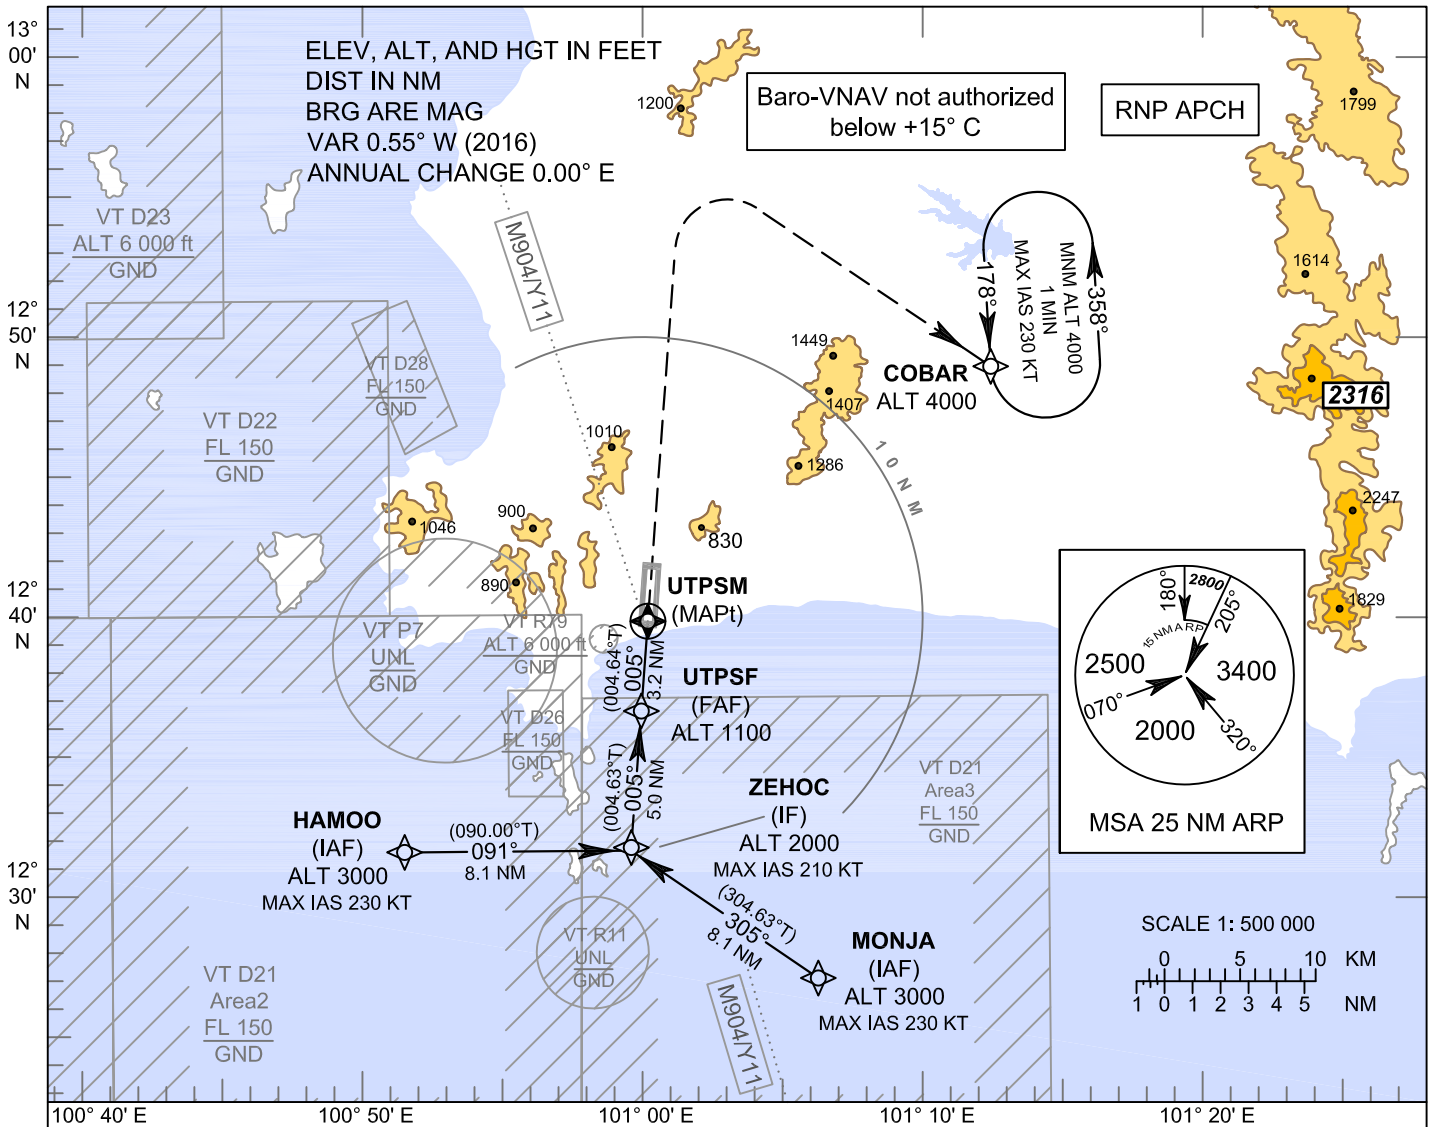 13°
00'
N
ELEV, ALT, AND HGT IN FEET
DIST IN NM
BRG ARE MAG
VAR 0.55° W (2016)
ANNUAL CHANGE 0.00° E
1200
Baro-VNAV not authorized
below +15° C
RNP APCH
1799
VT D23
ALT 6 000 ft
GND
M904/Y11
178°
MAX IAS 230 KT
1 MIN
MNM ALT 4000
358°
1614
12°
50'
N
VT D28
FL 150
GND
1449
1407
COBAR
ALT 4000
2316
VT D22
FL 150
GND
1010
1286
10NM
1046
900
830
2247
890
12°
40'
N
UTPSM
(MAPt)
VT P7
UNL
GND
VT R79
ALT 6 000 ft
GND
(004.64°T)
005°
3.2 NM
UTPSF
(FAF)
ALT 1100
180°
2800
205°
15 NM ARP
2500
3400
070°
2000
320°
MSA 25 NM ARP
1829
VT D26
FL 150
GND
(004.63°T)
005°
5.0 NM
VT D21
Area3
FL 150
GND
ZEHOC
(IF)
ALT 2000
MAX IAS 210 KT
HAMOO
(IAF)
ALT 3000
MAX IAS 230 KT
(090.00°T)
091°
8.1 NM
12°
30'
N
(304.63°T)
305°
8.1 NM
VT R11
UNL
GND
MONJA
(IAF)
ALT 3000
MAX IAS 230 KT
SCALE 1: 500 000
0 5 10 KM
1 0 1 2 3 4 5 NM
VT D21
Area2
FL 150
GND
M904/Y11
100° 40' E
100° 50' E
101° 00' E
101° 10' E
101° 20' E